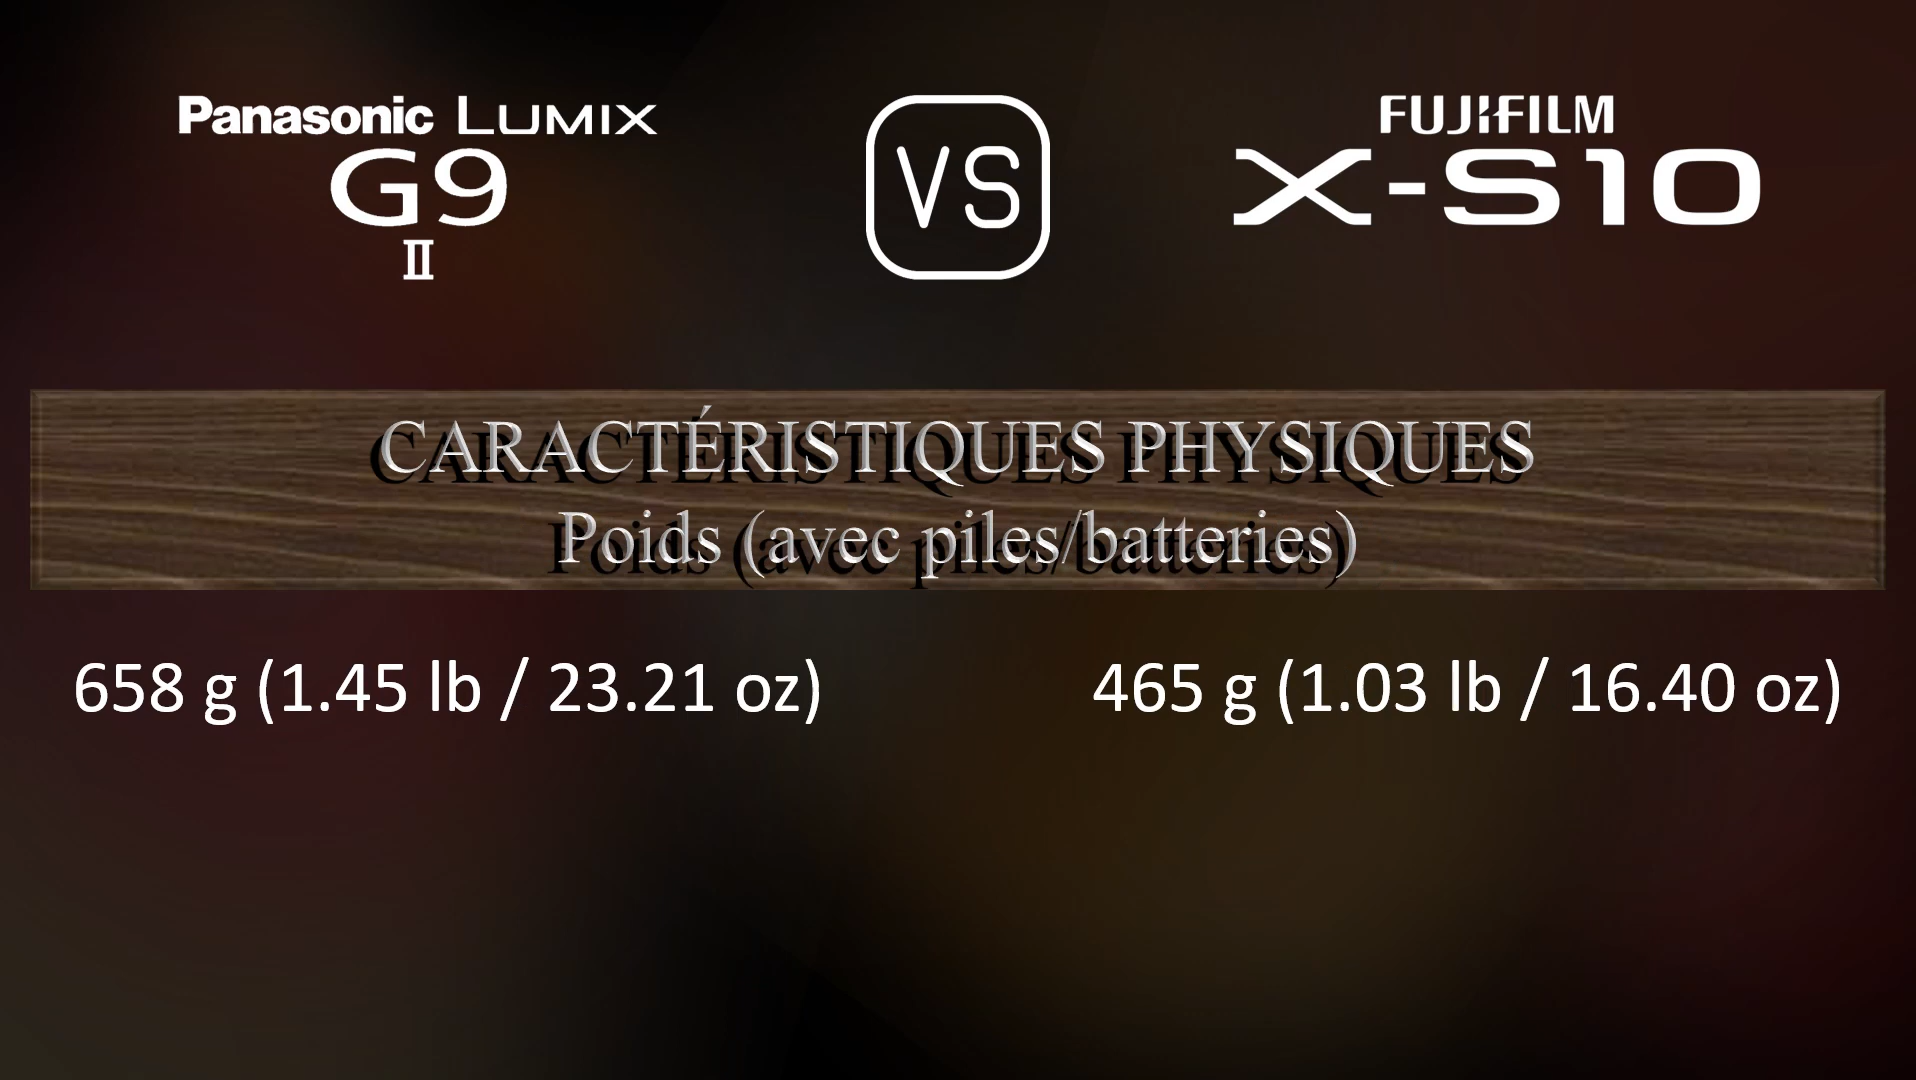 Panasonic LUMIX
G9
II
VS
FUJIFILM
X-S10
CARACTÉRISTIQUES PHYSIQUES
Poids (avec piles/batteries)
658 g (1.45 lb / 23.21 oz)
465 g (1.03 lb / 16.40 oz)